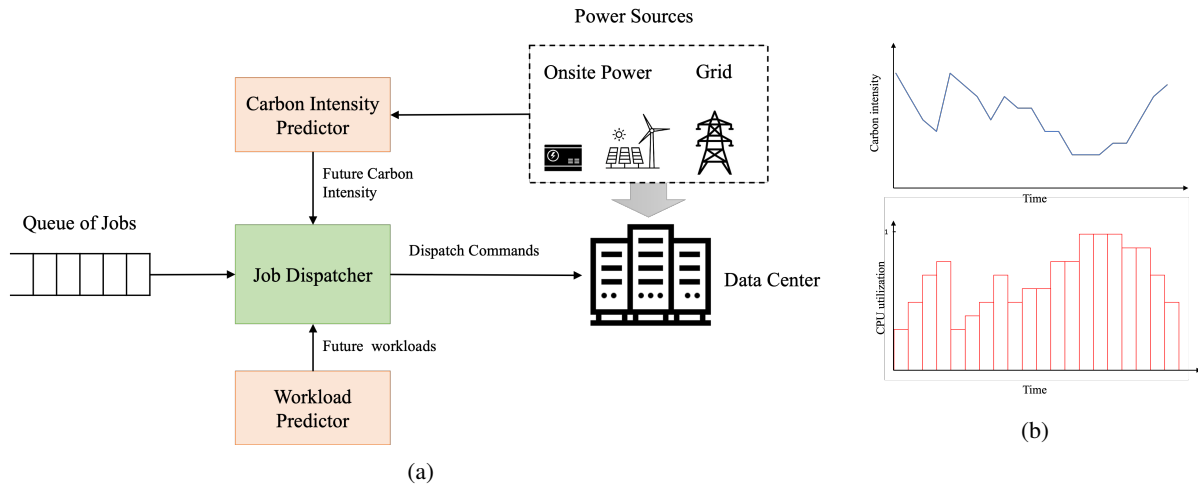 Power Sources
Onsite Power
Grid
Carbon Intensity
Predictor
Future Carbon
Intensity
Queue of Jobs
Job Dispatcher
Dispatch Commands
Data Center
Future workloads
Workload
Predictor
(a)
Carbon intensity
Time
1
CPU utilization
Time
(b)